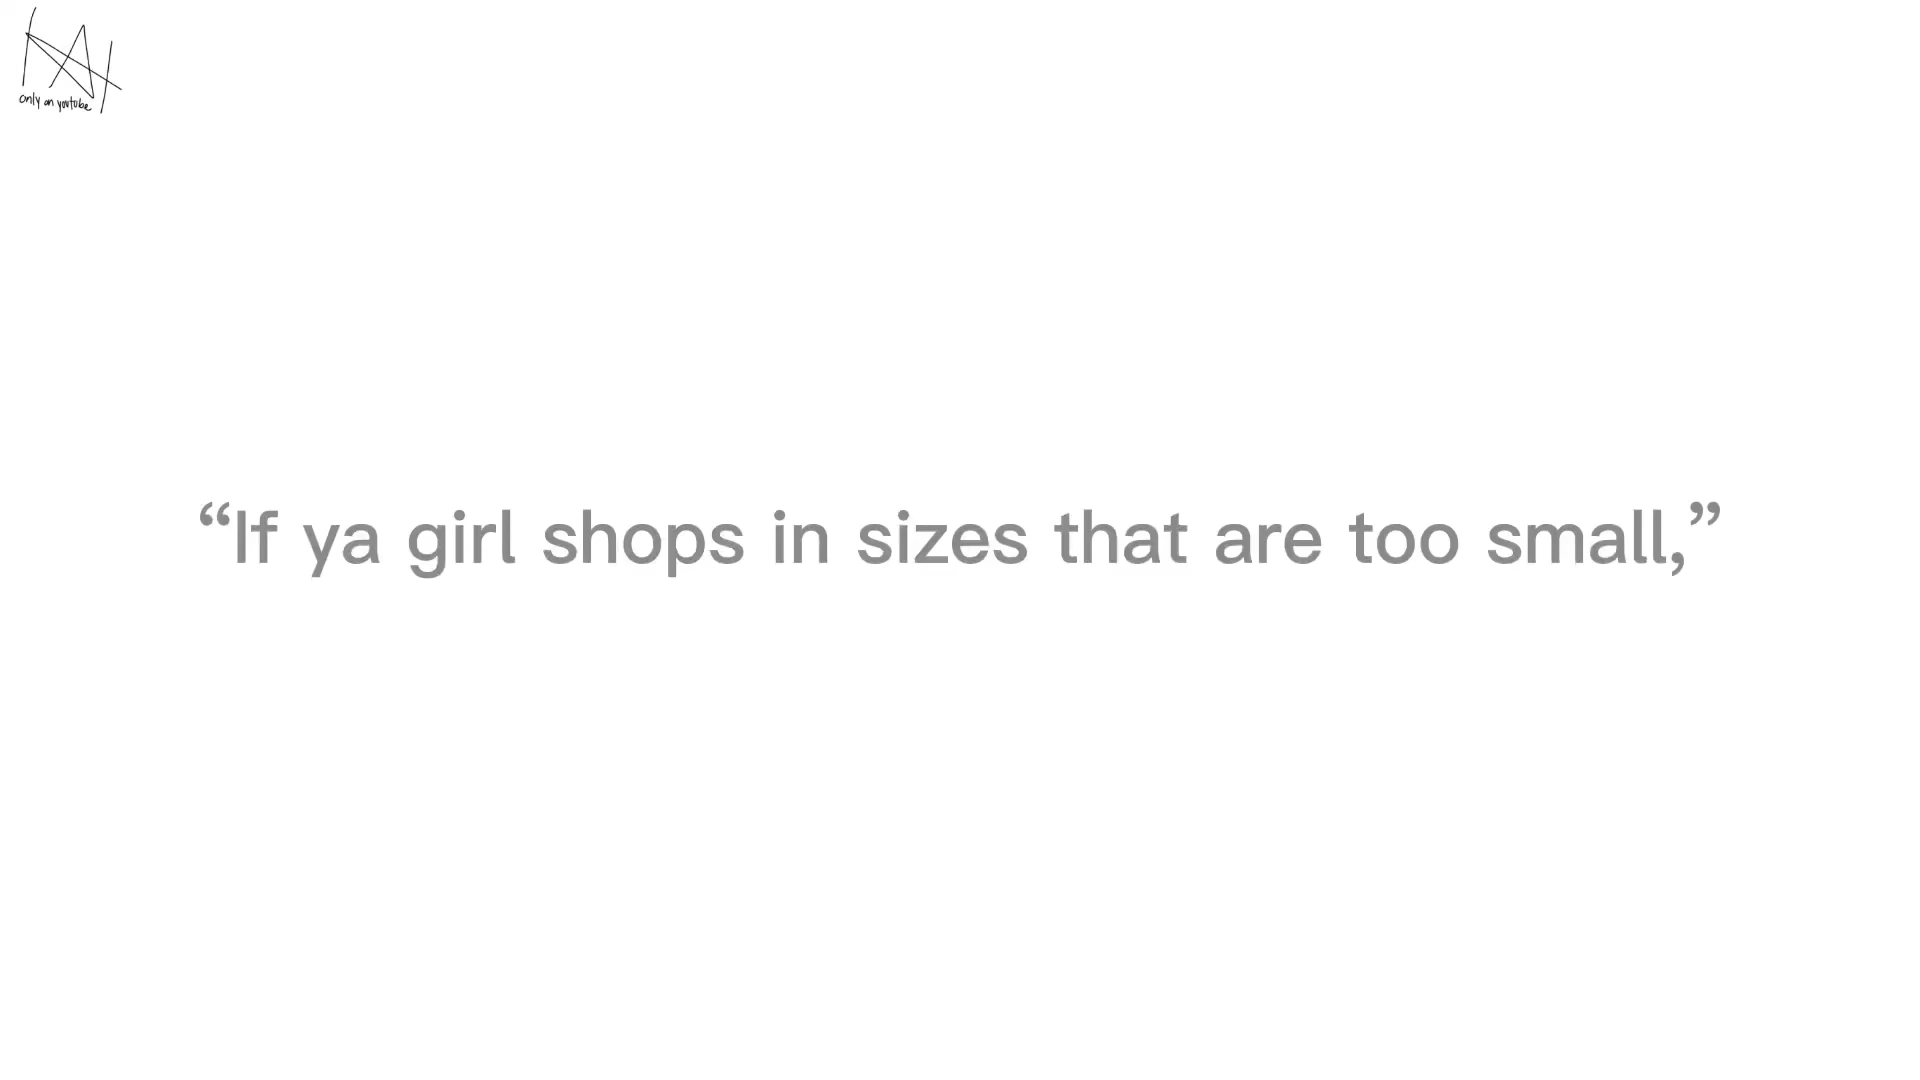 only on youtube
“If ya girl shops in sizes that are too small,”